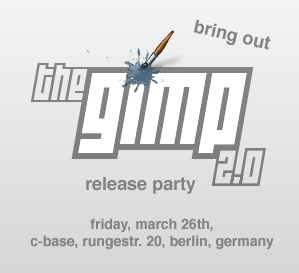 bring out
the
gimp
2.0
release party
friday, march 26th,
c-base, rungestr. 20, berlin, germany